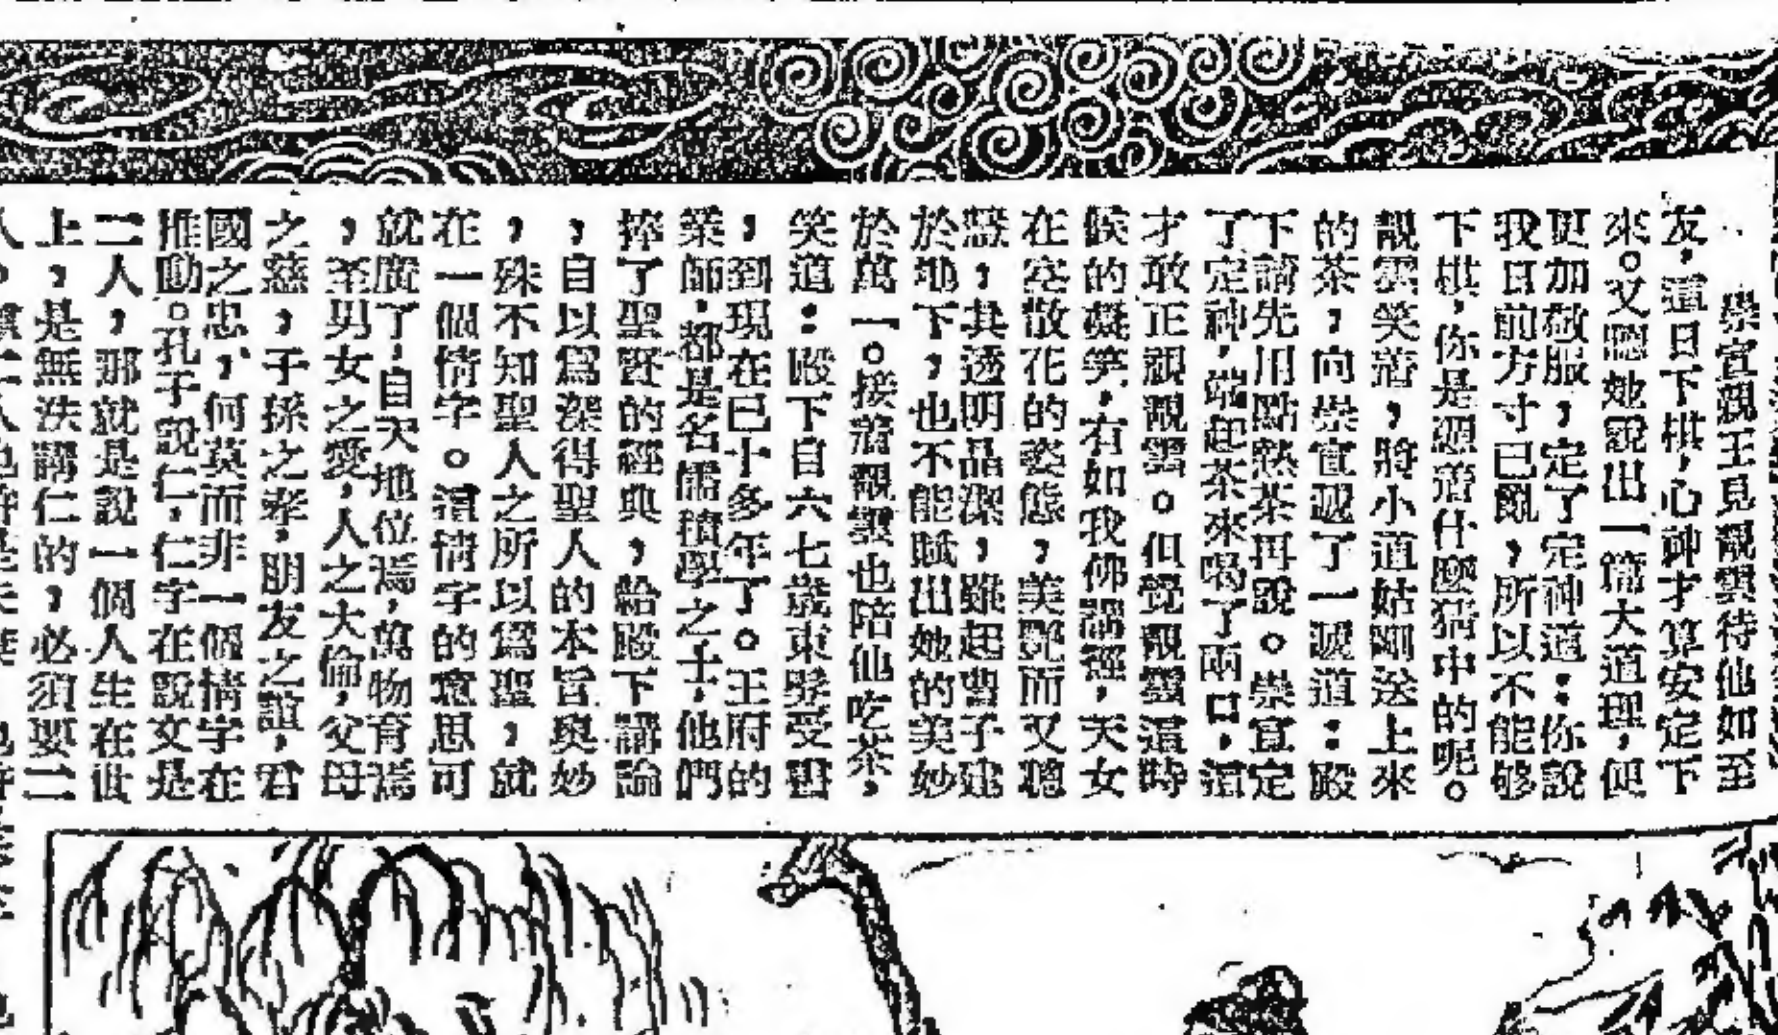 崇宣親王見靚雲待他如至
友，這日下棋，心神才算安定下
來。又聽她說出一篇大道理，便
更加敬服，定了定神道：你說
我日前方寸已亂，所以不能够
下棋，你是憑着什麼猜中的呢。
靚雲笑着，將小道姑剛送上來
的茶，向崇宣遞了一遞道：殿
下請先用點熱茶再說。崇宣定
了定神，端起茶來喝了兩口，這
才敢正視靚雲。但覺靚雲這時
候的凝笑，有如我佛謂經，天女
在空散花的姿態，美艷而又聰
慧，其透明晶潔，雖起曹子建
於地下，也不能賦出她的美妙
於萬一。接着靚雲也陪他吃茶，
笑道：殿下自六七歲束髮受書
，到現在已十多年了。王府的
業師，都是名儒積學之士，他們
捧了聖賢的經典，給殿下講論
，自以爲深得聖人的本旨與妙
，殊不知聖人之所以爲聖，就
在一個情字。這情字的意思可
就廣了，自天地位焉，萬物育焉
，至男女之愛，人之大倫，父母
之慈，子孫之孝，朋友之誼，君
國之忠，何莫而非一個情字在
推動。孔子說仁，仁字在說文是
二人，那就是說一個人生在世
上，是無法講仁的，必須要二